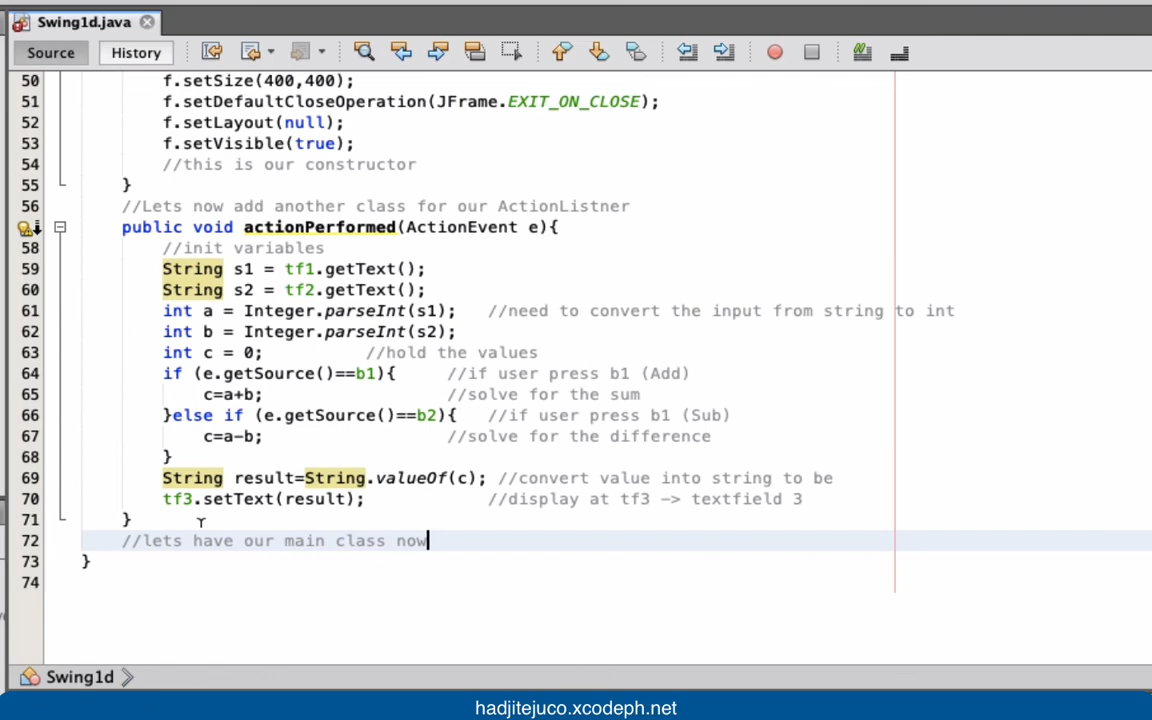 Swing1d.java
Source History
50 f.setSize(400,400);
51 f.setDefaultCloseOperation(JFrame.EXIT_ON_CLOSE);
52 f.setLayout(null);
53 f.setVisible(true);
54 //this is our constructor
55 }
56 //Lets now add another class for our ActionListner
public void actionPerformed(ActionEvent e){
58 //init variables
59 String s1 = tf1.getText();
60 String s2 = tf2.getText();
61 int a = Integer.parseInt(s1); //need to convert the input from string to int
62 int b = Integer.parseInt(s2);
63 int c = 0; //hold the values
64 if (e.getSource()==b1){ //if user press b1 (Add)
65 c=a+b; //solve for the sum
66 }else if (e.getSource()==b2){ //if user press b1 (Sub)
67 c=a-b; //solve for the difference
68 }
69 String result=String.valueOf(c); //convert value into string to be
70 tf3.setText(result); //display at tf3 -> textfield 3
71 }
72 //lets have our main class now
73 }
74
Swing1d
hadjitejuco.xcodeph.net